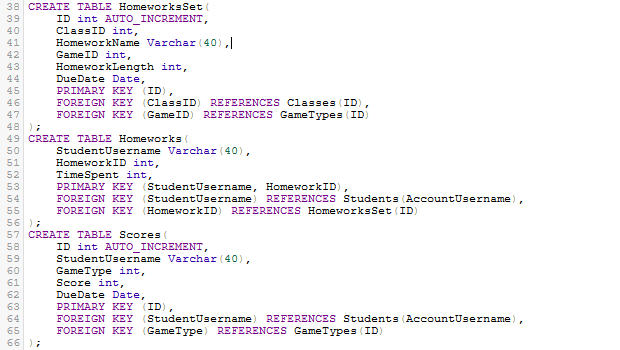 38 CREATE TABLE HomeworksSet(
39     ID int AUTO_INCREMENT,
40     ClassID int,
41     HomeworkName Varchar(40),
42     GameID int,
43     HomeworkLength int,
44     DueDate Date,
45     PRIMARY KEY (ID),
46     FOREIGN KEY (ClassID) REFERENCES Classes(ID),
47     FOREIGN KEY (GameID) REFERENCES GameTypes(ID)
48 );
49 CREATE TABLE Homeworks(
50     StudentUsername Varchar(40),
51     HomeworkID int,
52     TimeSpent int,
53     PRIMARY KEY (StudentUsername, HomeworkID),
54     FOREIGN KEY (StudentUsername) REFERENCES Students(AccountUsername),
55     FOREIGN KEY (HomeworkID) REFERENCES HomeworksSet(ID)
56 );
57 CREATE TABLE Scores(
58     ID int AUTO_INCREMENT,
59     StudentUsername Varchar(40),
60     GameType int,
61     Score int,
62     DueDate Date,
63     PRIMARY KEY (ID),
64     FOREIGN KEY (StudentUsername) REFERENCES Students(AccountUsername),
65     FOREIGN KEY (GameType) REFERENCES GameTypes(ID)
66 );